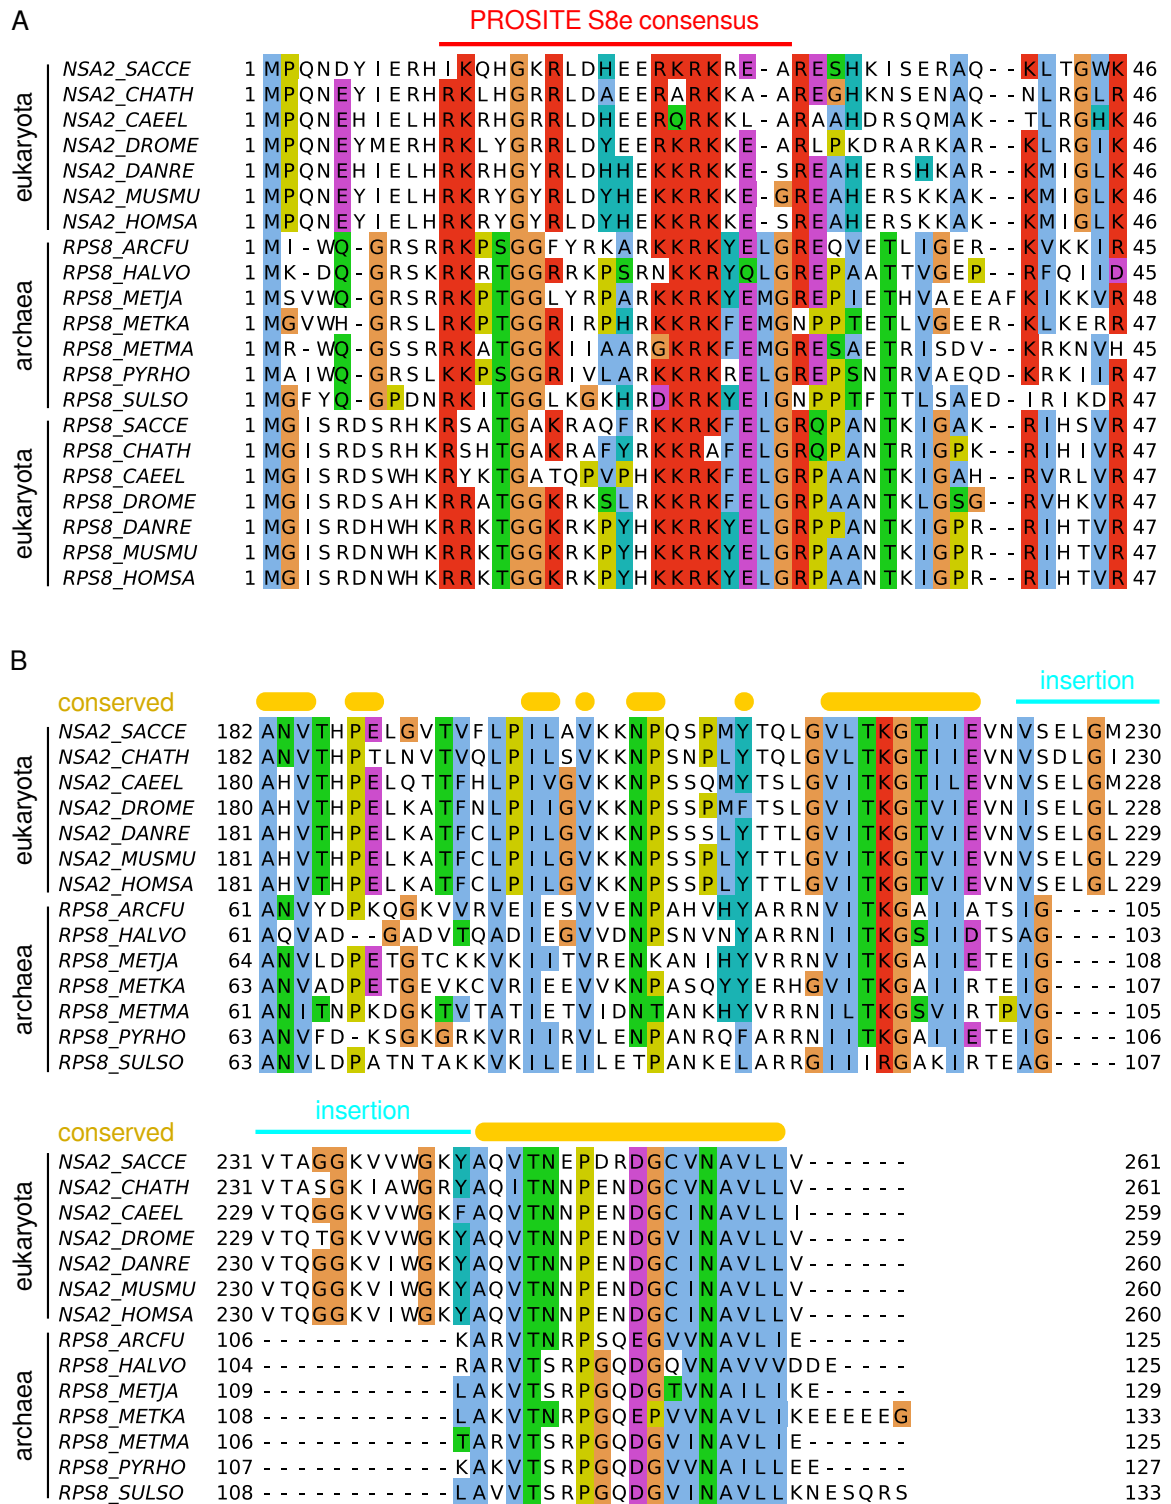 A
PROSITE S8e consensus
eukaryota
NSA2_SACCE 1 MPQNDYIERHIKQHGKRLDHEERKRKRE-ARESHKISERAQ--KLTGWK 46
NSA2_CHATH 1 MPQNEYIERHRKLHGRRLDAEERARKKA-AREGHKNSENAQ--NLRGLR 46
NSA2_CAEEL 1 MPQNEHIELHRKRHGRRLDHEERQRKKL-ARAAHDRSQMAK--TLRGHK 46
NSA2_DROME 1 MPQNEYMERHRKLYGRRLDYEERKRKKE-ARLPKDRARKAR--KLRGIK 46
NSA2_DANRE 1 MPQNEHIELHRKRHGYRLDHHEKKRKKE-SREAHERSHKAR--KMIGLK 46
NSA2_MUSMU 1 MPQNEYIELHRKRYGYRLDYHEKKRKKE-GREAHERSKKAK--KMIGLK 46
NSA2_HOMSA 1 MPQNEYIELHRKRYGYRLDYHEKKRKKE-SREAHERSKKAK--KMIGLK 46
archaea
RPS8_ARCFU 1 MI-WQ-GRSRRKPSGGFYRKARKKRKYELGREQVETLIGER--KVKKIR 45
RPS8_HALVO 1 MK-DQ-GRSKRKRTGGRRKPSRNKKRYQLGREPAATTVGEP--RFQIID 45
RPS8_METJA 1 MSVWQ-GRSRRKPTGGLYRPARKKRKYEMGREPIETHVAEEAFKIKKVR 48
RPS8_METKA 1 MGVWH-GRSLRKPTGGRIRPHRKKRKFEMGNPPTETLVGEER-KLKERR 47
RPS8_METMA 1 MR-WQ-GSSRRKATGGKIIAARGKRKFEMGRESAETRISDV--KRKNVH 45
RPS8_PYRHO 1 MAIWQ-GRSLKKPSGGRIVLARKKRKRELGREPSNTRVAEQD-KRKIIR 47
RPS8_SULSO 1 MGFYQ-GPDNRKITGGLKGKHRDKRKYEIGNPPTFTTLSAED-IRIKDR 47
eukaryota
RPS8_SACCE 1 MGISRDSRHKRSATGAKRAQFRKKRKFELGRQPANTKIGAK--RIHSVR 47
RPS8_CHATH 1 MGISRDSRHKRSHTGAKRAFYRKKRAFELGRQPANTRIGPK--RIHIVR 47
RPS8_CAEEL 1 MGISRDSWHKRYKTGATQPVPHKKRKFELGRPAANTKIGAH--RVRLVR 47
RPS8_DROME 1 MGISRDSAHKRRATGGKRKSLRKKRKFELGRPAANTKLGSG--RVHKVR 47
RPS8_DANRE 1 MGISRDHWHKRRKTGGKRKPYHKKRKYELGRPPANTKIGPR--RIHTVR 47
RPS8_MUSMU 1 MGISRDNWHKRRKTGGKRKPYHKKRKYELGRPAANTKIGPR--RIHTVR 47
RPS8_HOMSA 1 MGISRDNWHKRRKTGGKRKPYHKKRKYELGRPAANTKIGPR--RIHTVR 47
B
conserved insertion
eukaryota
NSA2_SACCE 182 ANVTHPELGVTVFLPILAVKKNPQSPMYTQLGVLTKGTIIEVNVSELGM 230
NSA2_CHATH 182 ANVTHPTLNVTVQLPILSVKKNPSNPLYTQLGVLTKGTIIEVNVSDLGI 230
NSA2_CAEEL 180 AHVTHPELQTTFHLPIVGVKKNPSSQMYTSLGVITKGTILEVNVSELGM 228
NSA2_DROME 180 AHVTHPELKATFNLPIIGVKKNPSSPMFTSLGVITKGTVIEVNISELGL 228
NSA2_DANRE 181 AHVTHPELKATFCLPILGVKKNPSSSLYTTLGVITKGTVIEVNVSELGL 229
NSA2_MUSMU 181 AHVTHPELKATFCLPILGVKKNPSSPLYTTLGVITKGTVIEVNVSELGL 229
NSA2_HOMSA 181 AHVTHPELKATFCLPILGVKKNPSSPLYTTLGVITKGTVIEVNVSELGL 229
archaea
RPS8_ARCFU 61 ANVYDPKQGKVVRVEIESVVENPAHVHYARRNVITKGAIIATSIG---- 105
RPS8_HALVO 61 AQVAD--GADVTQADIEGVVDNPSNVNYARRNIITKGSIIDTSAG---- 103
RPS8_METJA 64 ANVLDPETGTCKKVKIITVRENKANIHYVRRNVITKGAIIETEIG---- 108
RPS8_METKA 63 ANVADPETGEVKCVRIEEVVKNPASQYYERHGVITKGAIIRTEIG---- 107
RPS8_METMA 61 ANITNPKDGKTVTATIETVIDNTANKHYVRRNILTKGSVIRTPVG---- 105
RPS8_PYRHO 63 ANVFD-KSGKGRKVRIIRVLENPANRQFARRNIITKGAIIETEIG---- 106
RPS8_SULSO 63 ANVLDPATNTAKKVKILEILETPANKELARRGIIIRGAKIRTEAG---- 107
insertion
conserved
eukaryota
NSA2_SACCE 231 VTAGGKVVWGKYAQVTNEPDRDGCVNAVLLV------ 261
NSA2_CHATH 231 VTASGKIAWGRYAQITNNPENDGCVNAVLLV------ 261
NSA2_CAEEL 229 VTQGGKVVWGKFAQVTNNPENDGCINAVLLI------ 259
NSA2_DROME 229 VTQTGKVVWGKYAQVTNNPENDGVINAVLLV------ 259
NSA2_DANRE 230 VTQGGKVIWGKYAQVTNNPENDGCINAVLLV------ 260
NSA2_MUSMU 230 VTQGGKVIWGKYAQVTNNPENDGCINAVLLV------ 260
NSA2_HOMSA 230 VTQGGKVIWGKYAQVTNNPENDGCINAVLLV------ 260
archaea
RPS8_ARCFU 106 -----------KARVTNRPSQEGVVNAVLIE------ 125
RPS8_HALVO 104 -----------RARVTSRPGQDGQVNAVVVDDE---- 125
RPS8_METJA 109 -----------LAKVTSRPGQDGTVNAILIKE----- 129
RPS8_METKA 108 -----------LAKVTNRPGQEPVVNAVLIKEEEEEG 133
RPS8_METMA 106 -----------TARVTSRPGQDGVINAVLIE------ 125
RPS8_PYRHO 107 -----------KAKVTSRPGQDGVVNAILLEE----- 127
RPS8_SULSO 108 -----------LAVVTSRPGQDGVINAVLLKNESQRS 133